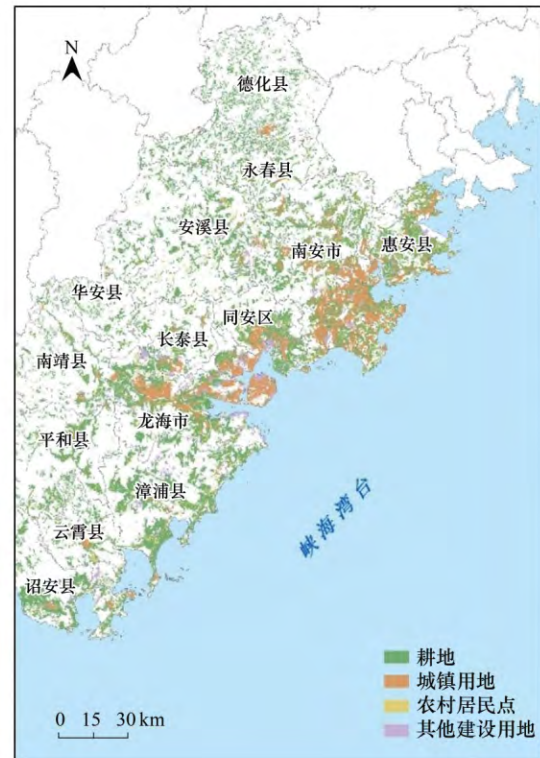 N
德化县
永春县
安溪县
南安市
惠安县
华安县
同安区
长泰县
南靖县
龙海市
平和县
漳浦县
台湾海峡
云霄县
诏安县
耕地
城镇用地
农村居民点
其他建设用地
0 15 30 km